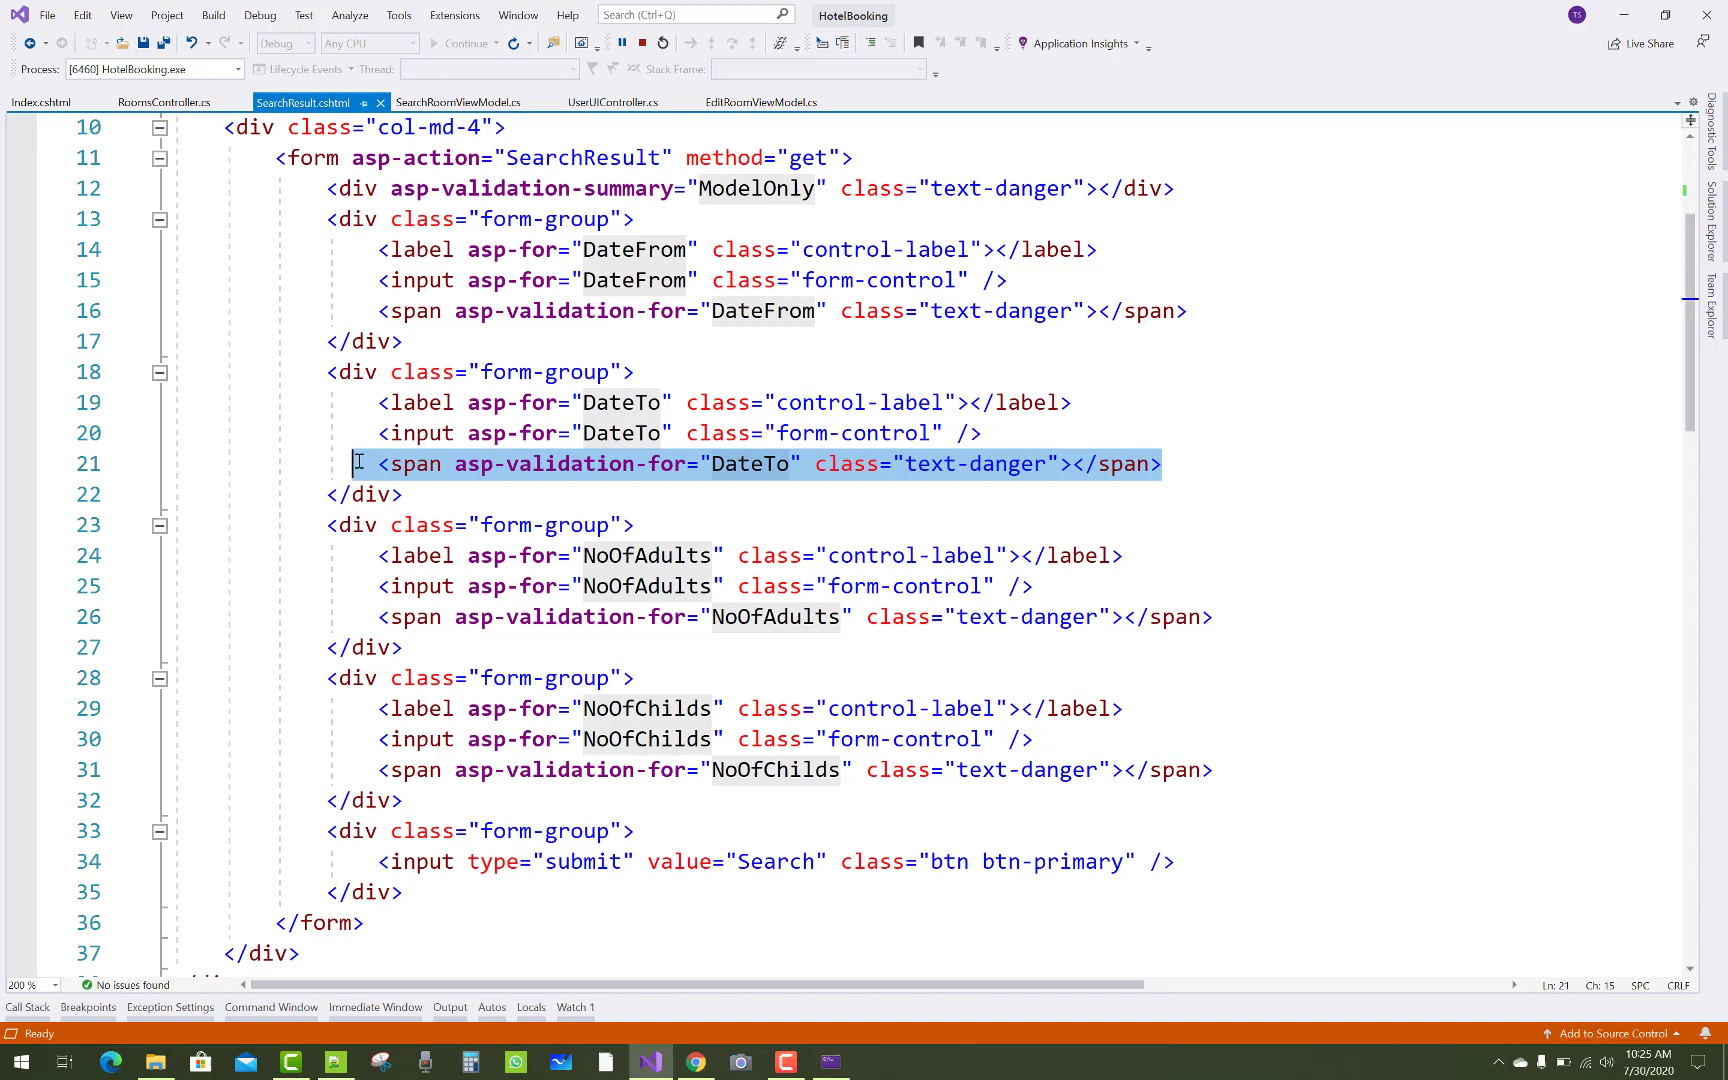 File Edit View Project Build Debug Test Analyze Tools Extensions Window Help Search (Ctrl+Q) HotelBooking TS
Debug Any CPU Continue Application Insights Live Share
Process: [6460] HotelBooking.exe Lifecycle Events Thread: Stack Frame:
Index.cshtml RoomsController.cs SearchResult.cshtml SearchRoomViewModel.cs UserUIController.cs EditRoomViewModel.cs
10 <div class="col-md-4">
11 <form asp-action="SearchResult" method="get">
12 <div asp-validation-summary="ModelOnly" class="text-danger"></div>
13 <div class="form-group">
14 <label asp-for="DateFrom" class="control-label"></label>
15 <input asp-for="DateFrom" class="form-control" />
16 <span asp-validation-for="DateFrom" class="text-danger"></span>
17 </div>
18 <div class="form-group">
19 <label asp-for="DateTo" class="control-label"></label>
20 <input asp-for="DateTo" class="form-control" />
21 <span asp-validation-for="DateTo" class="text-danger"></span>
22 </div>
23 <div class="form-group">
24 <label asp-for="NoOfAdults" class="control-label"></label>
25 <input asp-for="NoOfAdults" class="form-control" />
26 <span asp-validation-for="NoOfAdults" class="text-danger"></span>
27 </div>
28 <div class="form-group">
29 <label asp-for="NoOfChilds" class="control-label"></label>
30 <input asp-for="NoOfChilds" class="form-control" />
31 <span asp-validation-for="NoOfChilds" class="text-danger"></span>
32 </div>
33 <div class="form-group">
34 <input type="submit" value="Search" class="btn btn-primary" />
35 </div>
36 </form>
37 </div>
Diagnostic Tools
Solution Explorer
Team Explorer
200 % No issues found Ln: 21 Ch: 15 SPC CRLF
Call Stack Breakpoints Exception Settings Command Window Immediate Window Output Autos Locals Watch 1
Ready Add to Source Control
10:25 AM
7/30/2020